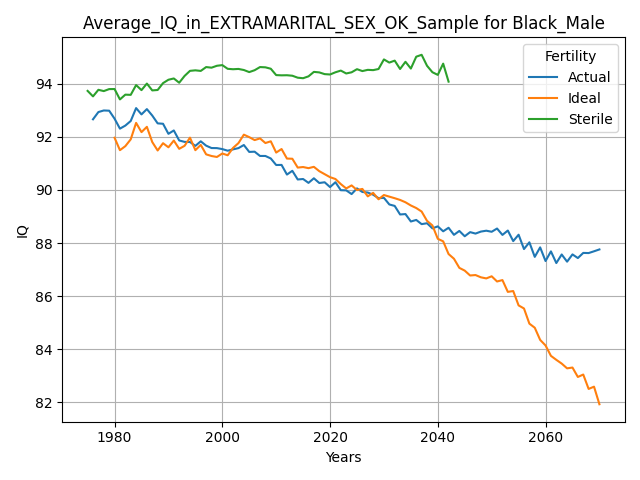 Average_IQ_in_EXTRAMARITAL_SEX_OK_Sample for Black_Male
Fertility
Actual
Ideal
Sterile
IQ
94
92
90
88
86
84
82
1980
2000
2020
2040
2060
Years